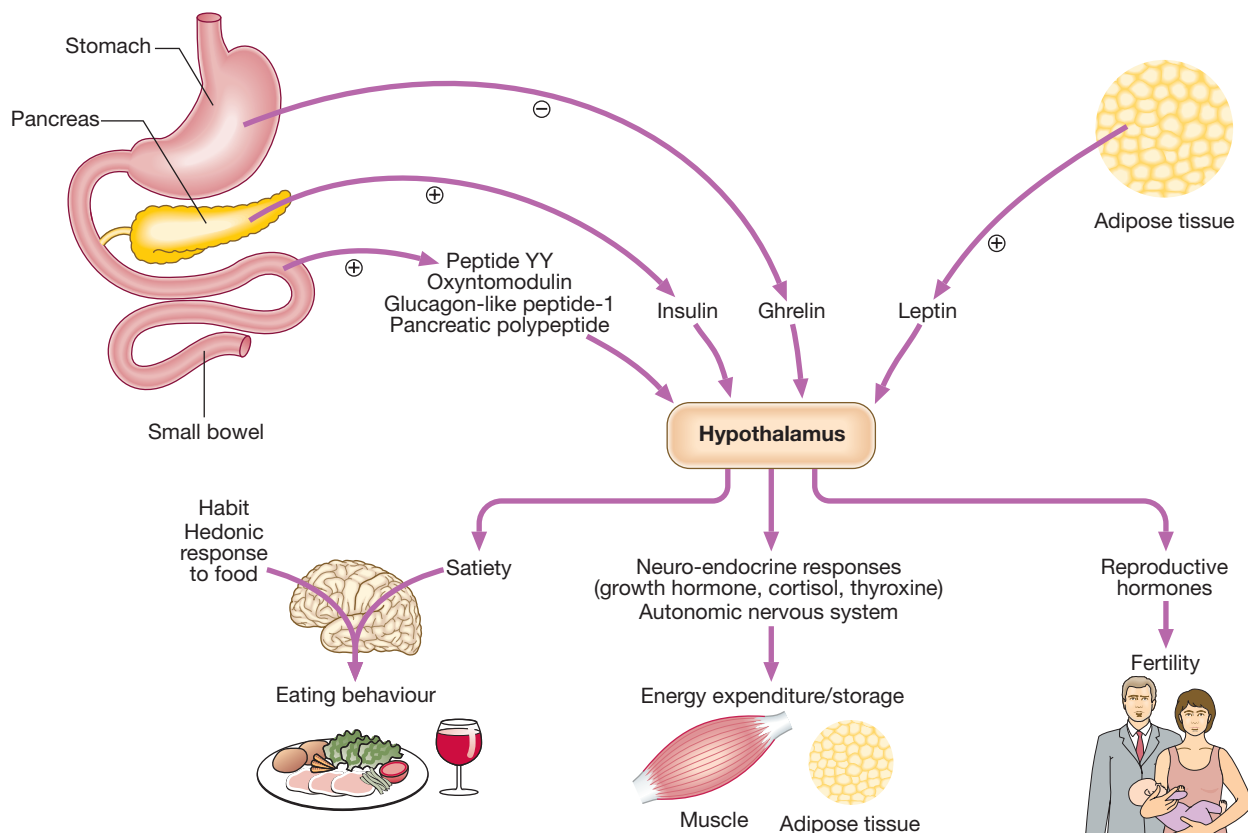 Stomach
Pancreas
−
+
+
Peptide YY
Oxyntomodulin
Glucagon-like peptide-1
Pancreatic polypeptide
Insulin
Ghrelin
Leptin
+
Adipose tissue
Small bowel
Hypothalamus
Habit
Hedonic
response
to food
Satiety
Eating behaviour
Neuro-endocrine responses
(growth hormone, cortisol, thyroxine)
Autonomic nervous system
Energy expenditure/storage
Muscle
Adipose tissue
Reproductive
hormones
Fertility